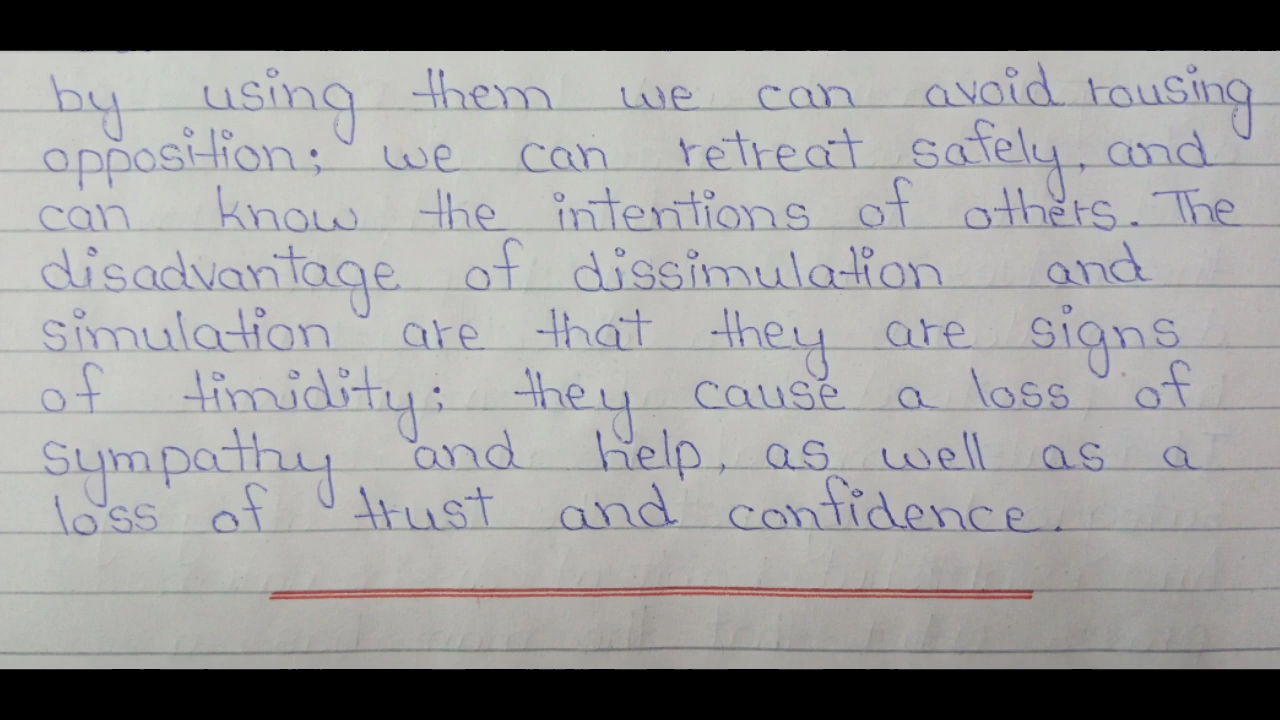 by using them we can avoid rousing
opposition; we can retreat safely, and
can know the intentions of others. The
disadvantage of dissimulation and
simulation are that they are signs
of timidity; they cause a loss of
sympathy and help, as well as a
loss of trust and confidence.